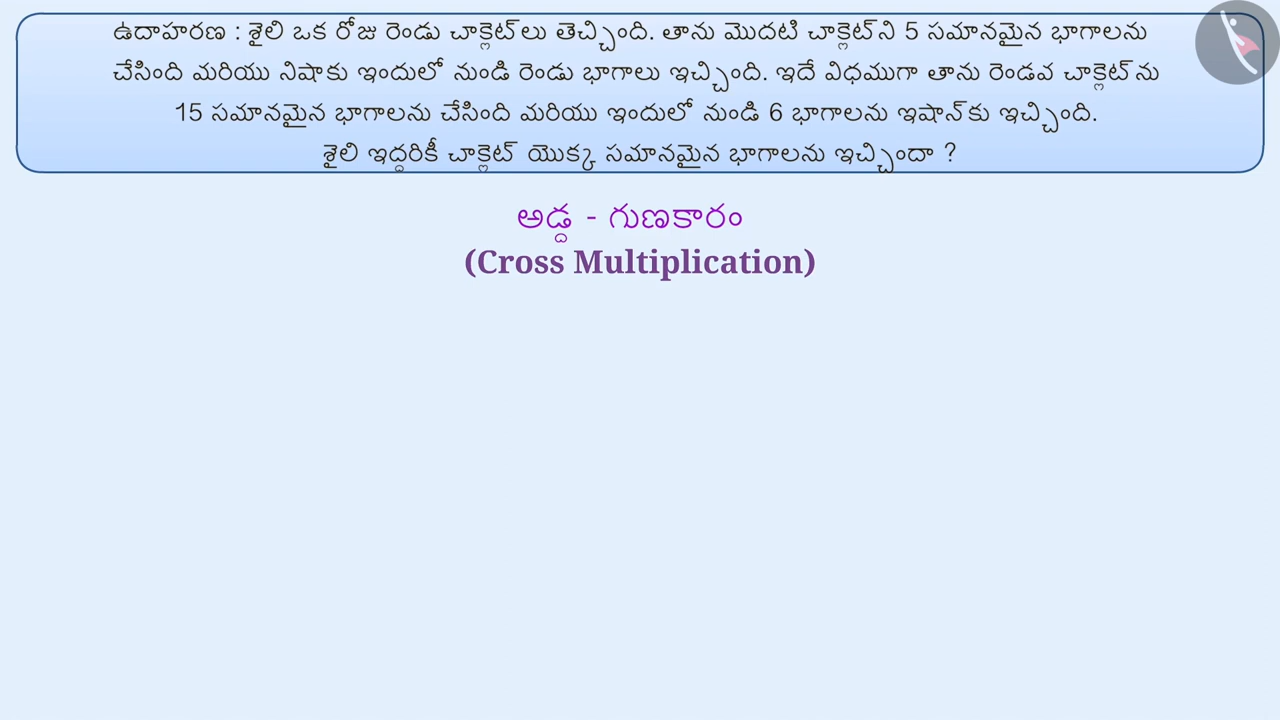 ఉదాహరణ : శైలి ఒక రోజు రెండు చాక్లెట్‌లు తెచ్చింది. తాను మొదటి చాక్లెట్‌ని 5 సమానమైన భాగాలను
చేసింది మరియు నిషాకు ఇందులో నుండి రెండు భాగాలు ఇచ్చింది. ఇదే విధముగా తాను రెండవ చాక్లెట్‌ను
15 సమానమైన భాగాలను చేసింది మరియు ఇందులో నుండి 6 భాగాలను ఇషాన్‌కు ఇచ్చింది.
శైలి ఇద్దరికీ చాక్లెట్ యొక్క సమానమైన భాగాలను ఇచ్చిందా ?
అడ్డ - గుణకారం
(Cross Multiplication)